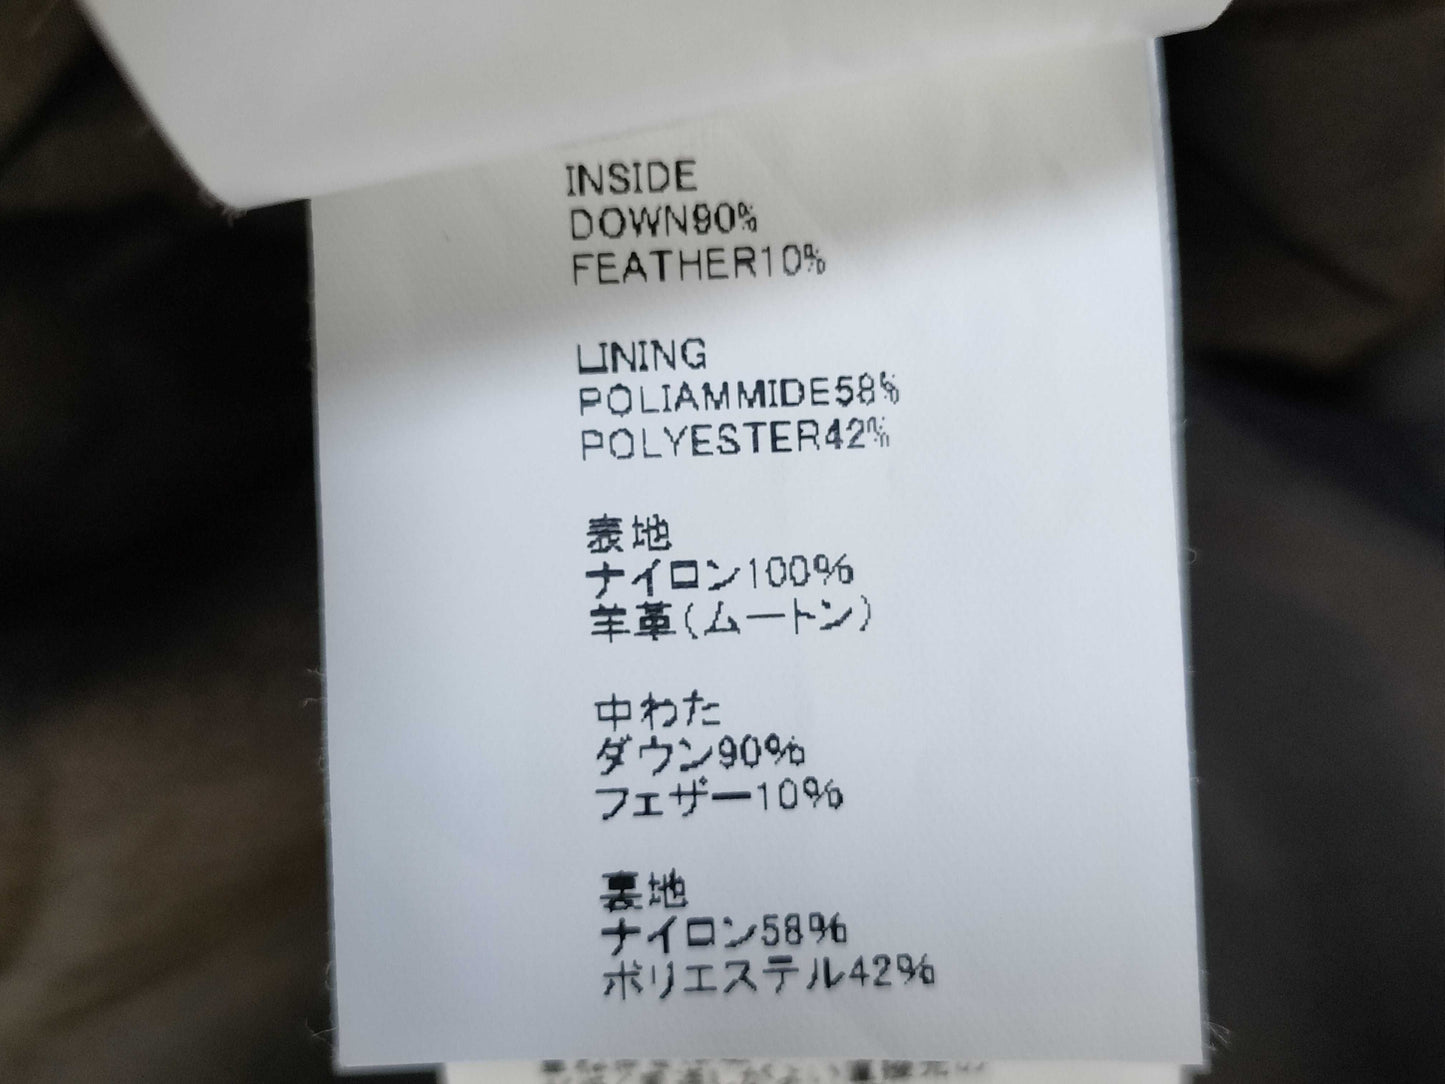 INSIDE
DOWN90%
FEATHER10%
LINING
POLIAMMIDE58%
POLYESTER42%
表地
ナイロン100%
羊革(ムートン)
中わた
ダウン90%
フェザー10%
裏地
ナイロン58%
ポリエステル42%